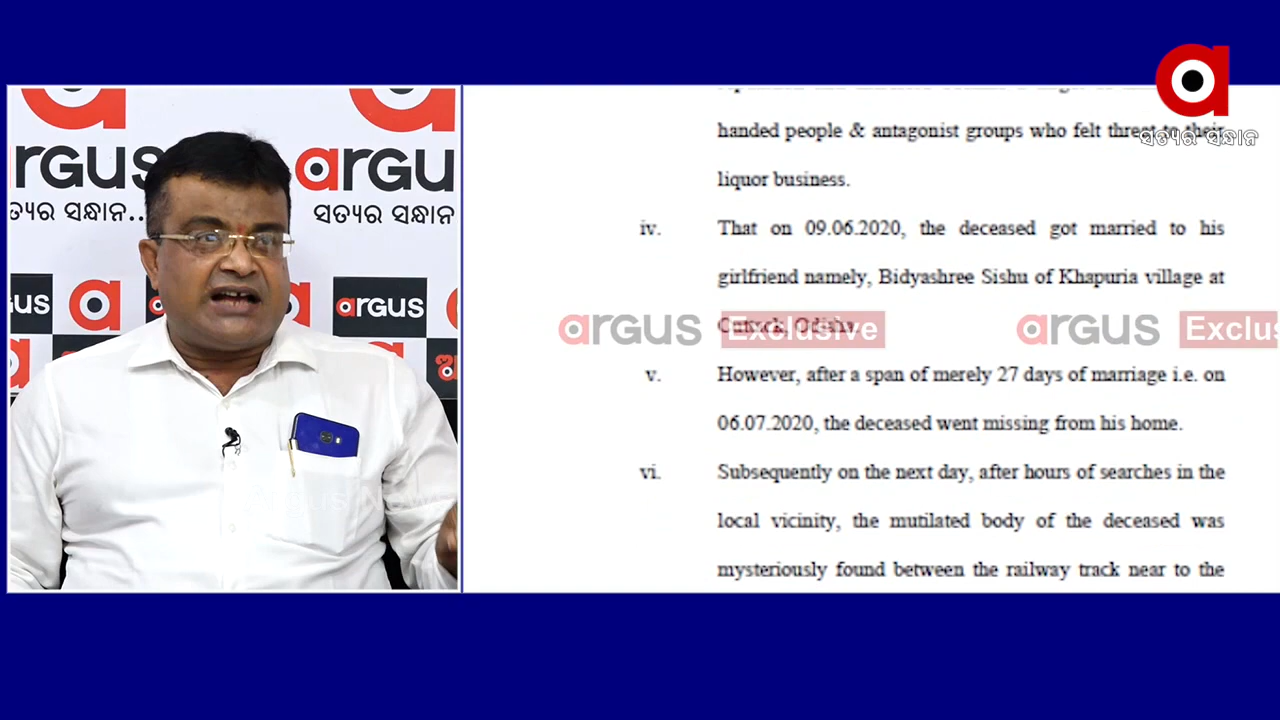 ସତ୍ୟର ସନ୍ଧାନ
argus
ସତ୍ୟର ସନ୍ଧାନ..
argus
ସତ୍ୟର ସନ୍ଧାନ
argus
handed people & antagonist groups who felt threat to their
liquor business.
iv. That on 09.06.2020, the deceased got married to his
girlfriend namely, Bidyashree Sishu of Khapuria village at
Cuttack, Odisha.
argus Exclusive
argus Exclus
v. However, after a span of merely 27 days of marriage i.e. on
06.07.2020, the deceased went missing from his home.
vi. Subsequently on the next day, after hours of searches in the
local vicinity, the mutilated body of the deceased was
mysteriously found between the railway track near to the